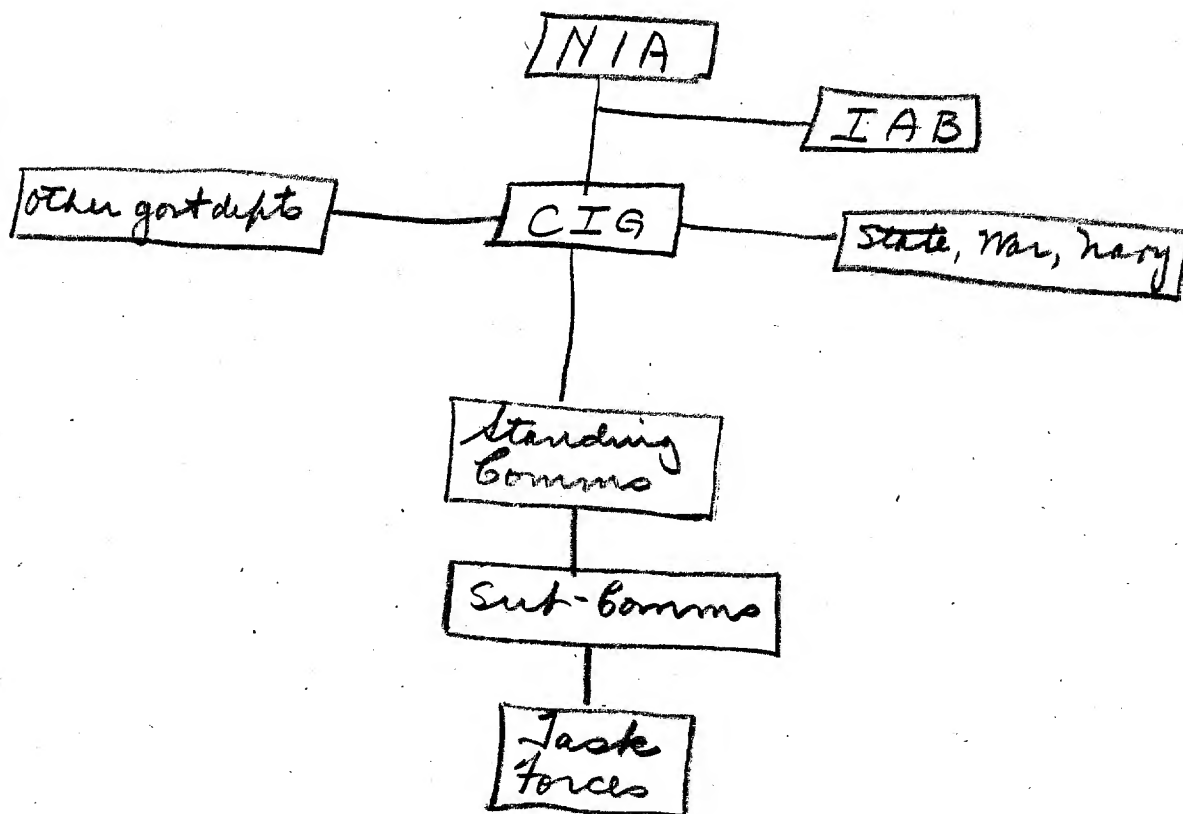 NIA
IAB
other govt depts
CIG
State, War, Navy
Standing
Comms
Sub-Comms
Task
Forces